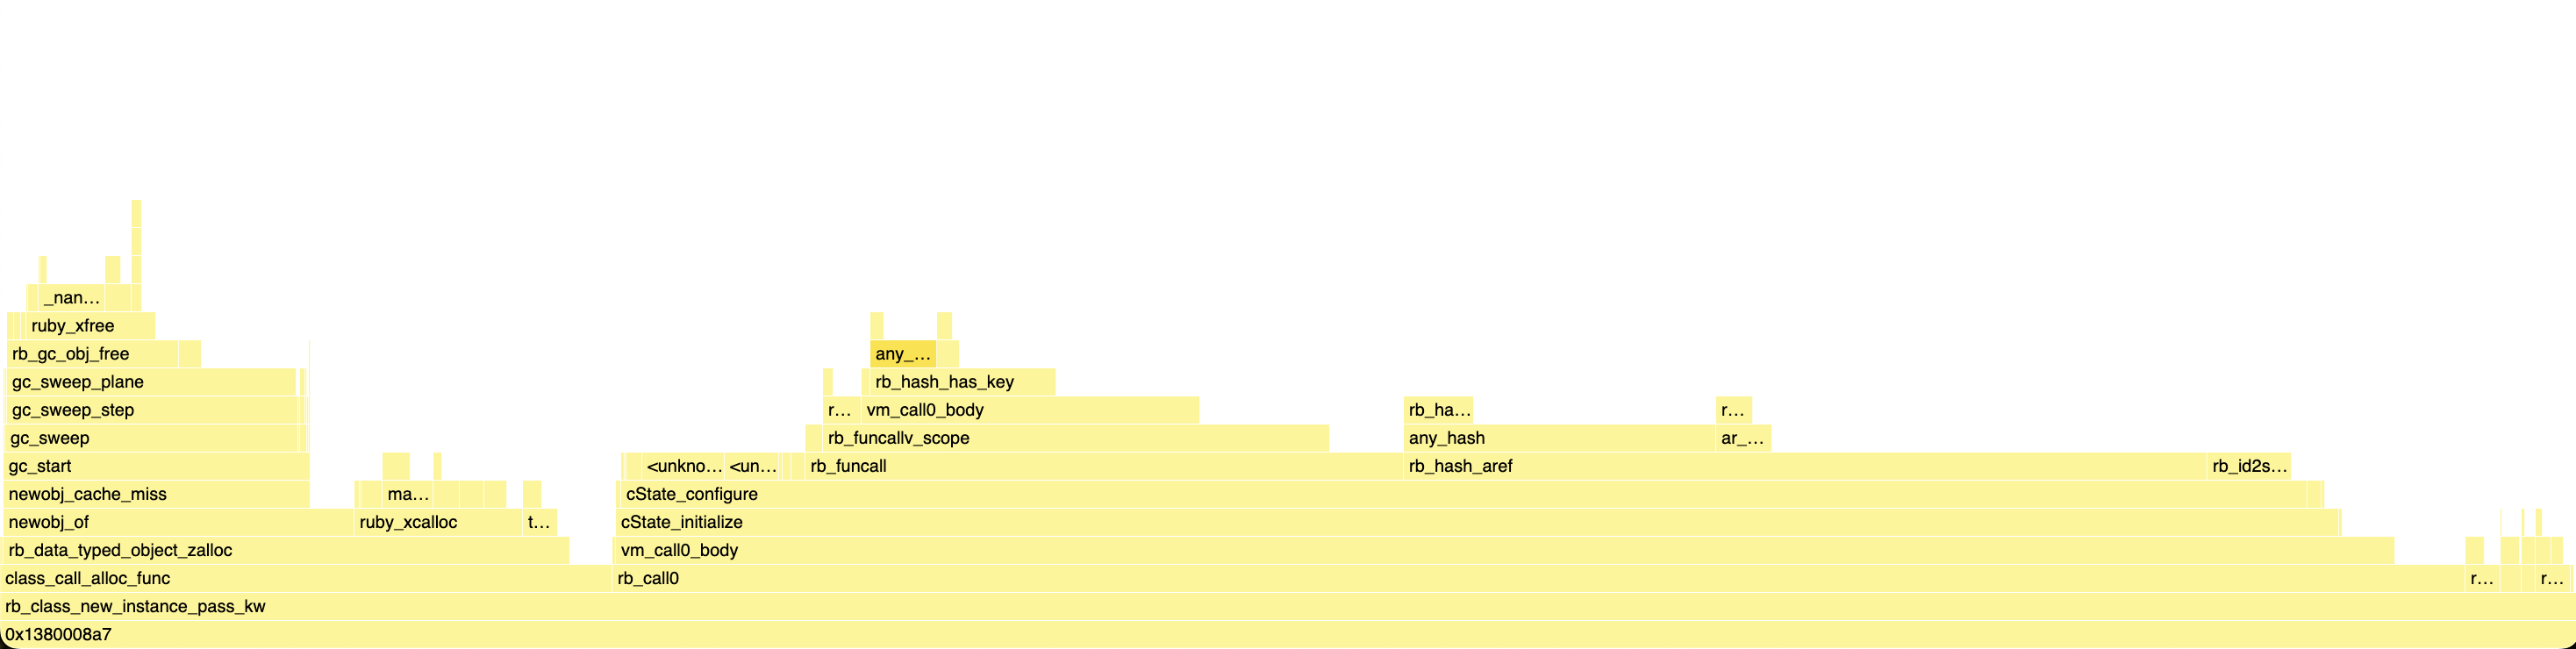 _nan…
ruby_xfree
rb_gc_obj_free any_…
gc_sweep_plane rb_hash_has_key
gc_sweep_step r… vm_call0_body rb_ha… r…
gc_sweep rb_funcallv_scope any_hash ar_…
gc_start <unkno… <un… rb_funcall rb_hash_aref rb_id2s…
newobj_cache_miss ma… cState_configure
newobj_of ruby_xcalloc t… cState_initialize
rb_data_typed_object_zalloc vm_call0_body
class_call_alloc_func rb_call0 r… r…
rb_class_new_instance_pass_kw
0x1380008a7